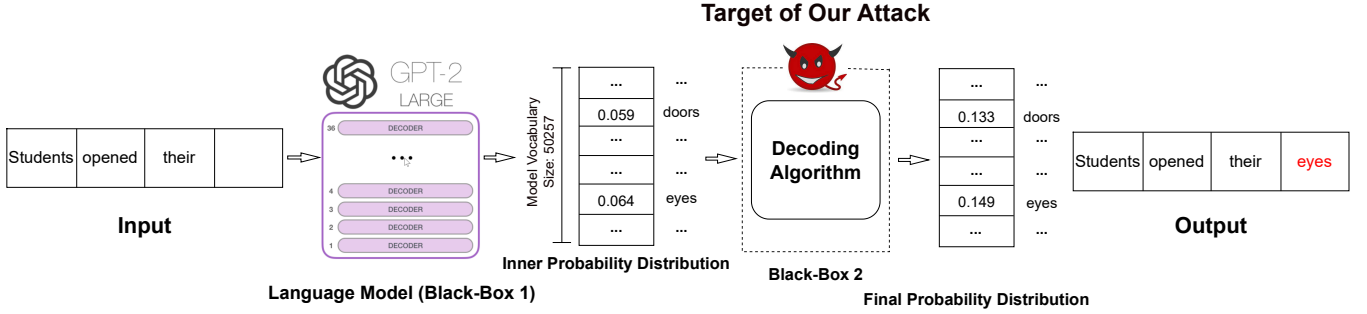 Target of Our Attack
Students opened their
Input
GPT-2
LARGE
36 DECODER
...
4 DECODER
3 DECODER
2 DECODER
1 DECODER
Language Model (Black-Box 1)
Model Vocabulary
Size: 50257
... ...
0.059 doors
... ...
... ...
0.064 eyes
... ...
Inner Probability Distribution
Decoding
Algorithm
Black-Box 2
... ...
0.133 doors
... ...
... ...
0.149 eyes
... ...
Final Probability Distribution
Students opened their eyes
Output